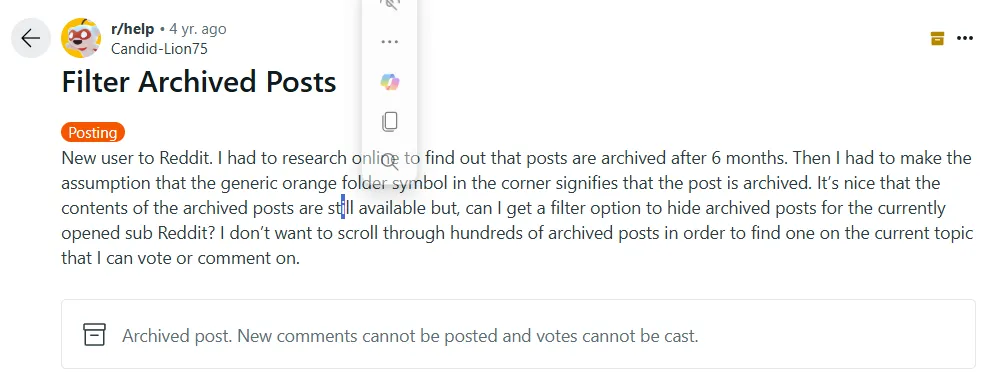 r/help • 4 yr. ago
Candid-Lion75
Filter Archived Posts
Posting
New user to Reddit. I had to research online to find out that posts are archived after 6 months. Then I had to make the
assumption that the generic orange folder symbol in the corner signifies that the post is archived. It’s nice that the
contents of the archived posts are still available but, can I get a filter option to hide archived posts for the currently
opened sub Reddit? I don’t want to scroll through hundreds of archived posts in order to find one on the current topic
that I can vote or comment on.
Archived post. New comments cannot be posted and votes cannot be cast.